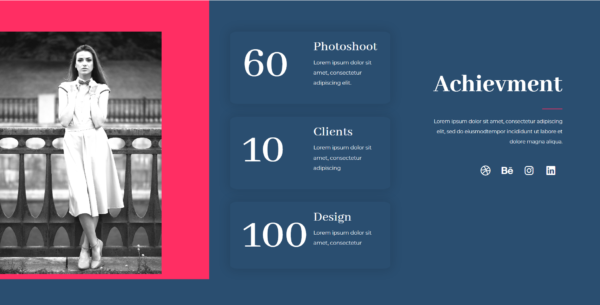 60
Photoshoot
Lorem ipsum dolor sit
amet, consectetur
adipiscing elit.
10
Clients
Lorem ipsum dolor sit
amet, consectetur
adipiscing
100
Design
Lorem ipsum dolor sit
amet, consectetur
Achievment
Lorem ipsum dolor sit amet, consectetur adipiscing
elit, sed do eiusmodtempor incididunt ut labore et
dolore magna aliqua.
Bē
in